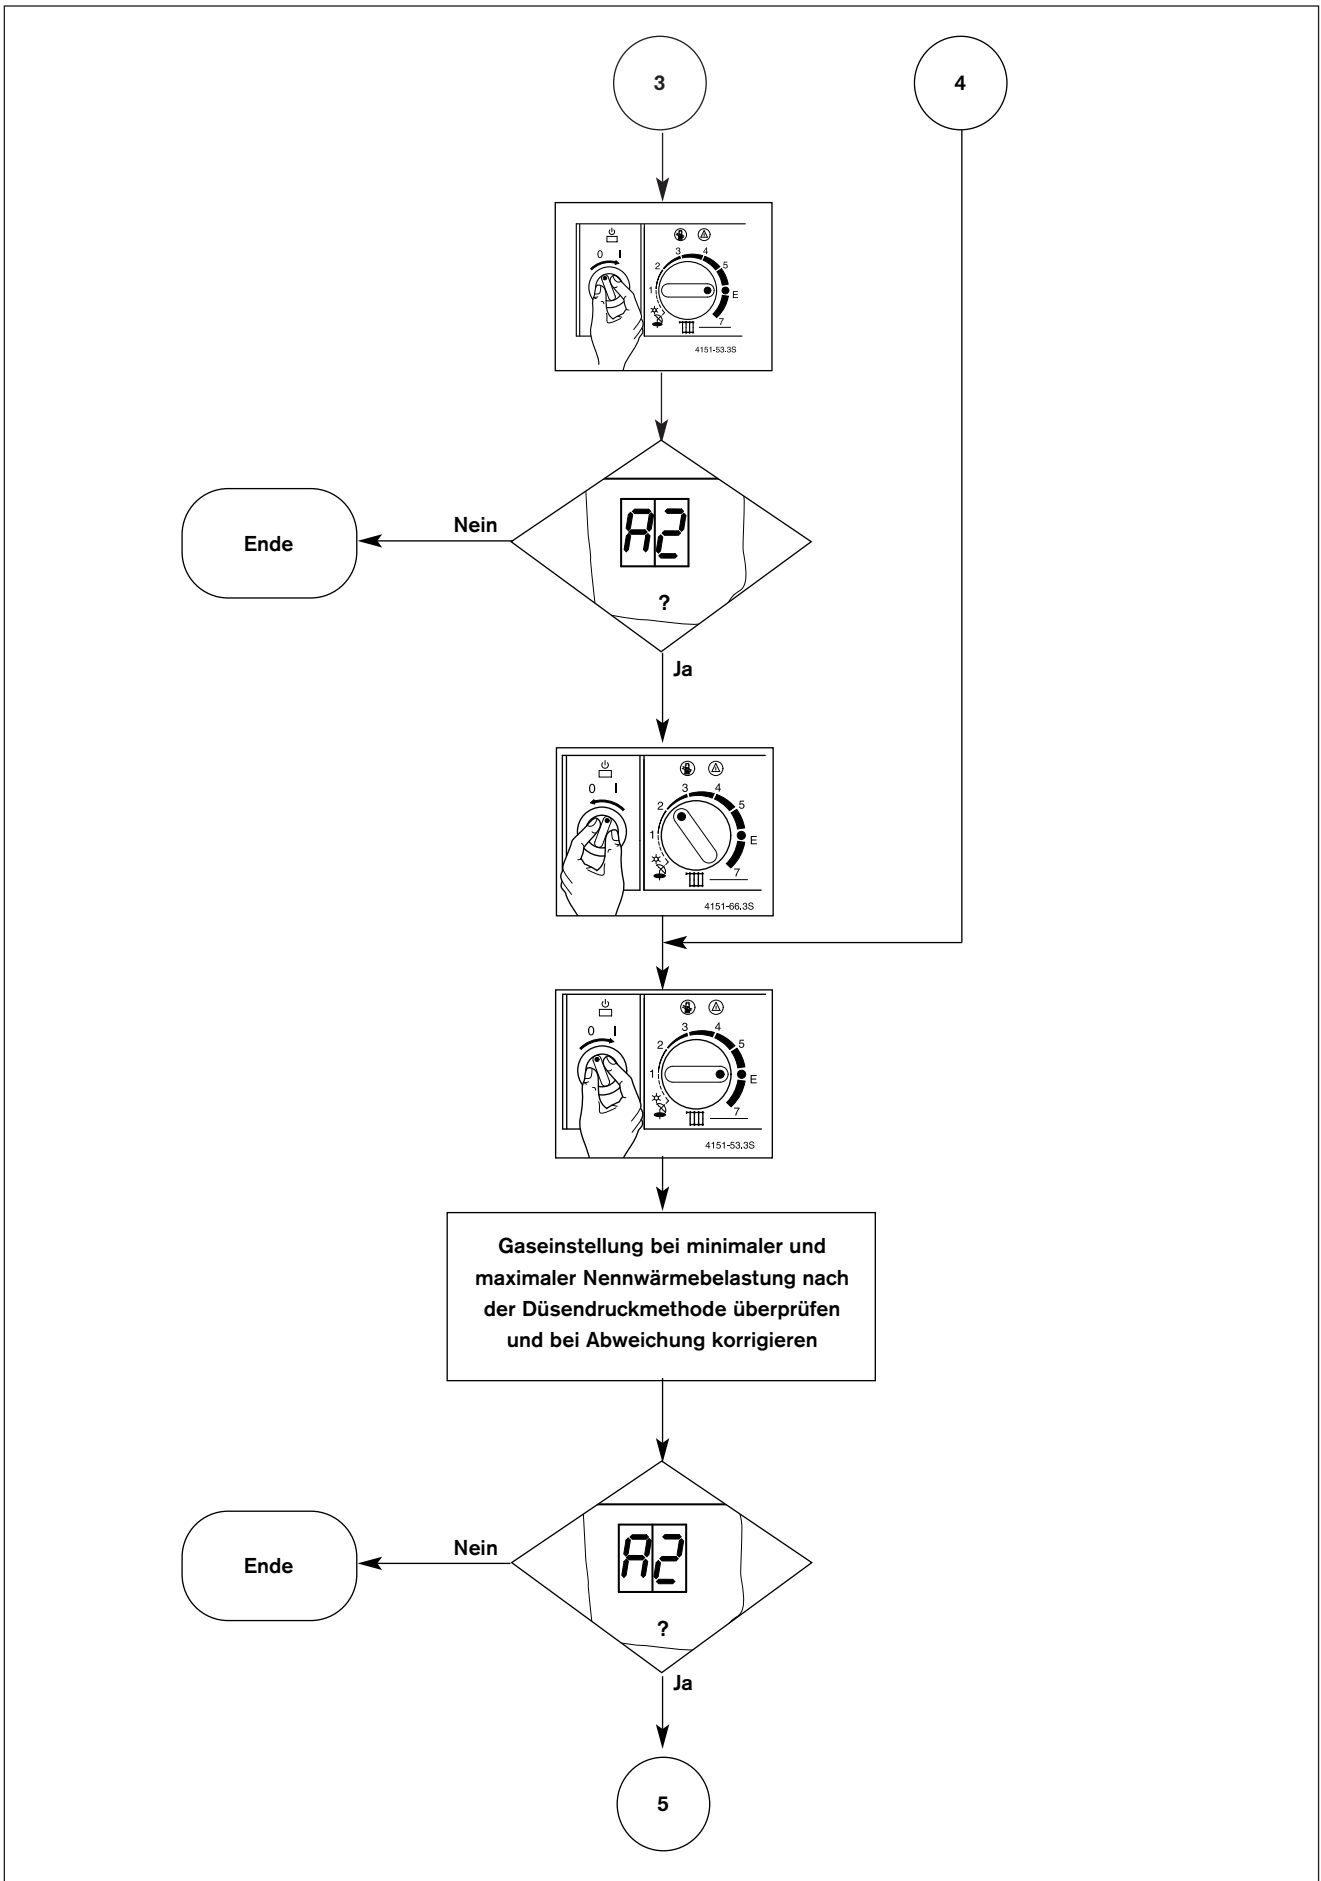 3
4
0 I
1
2
3
4
5
E
7
4151-53.3S
A2
?
Nein
Ende
Ja
0 I
1
2
3
4
5
E
7
4151-66.3S
0 I
1
2
3
4
5
E
7
4151-53.3S
Gaseinstellung bei minimaler und
maximaler Nennwärmebelastung nach
der Düsendruckmethode überprüfen
und bei Abweichung korrigieren
A2
?
Nein
Ende
Ja
5